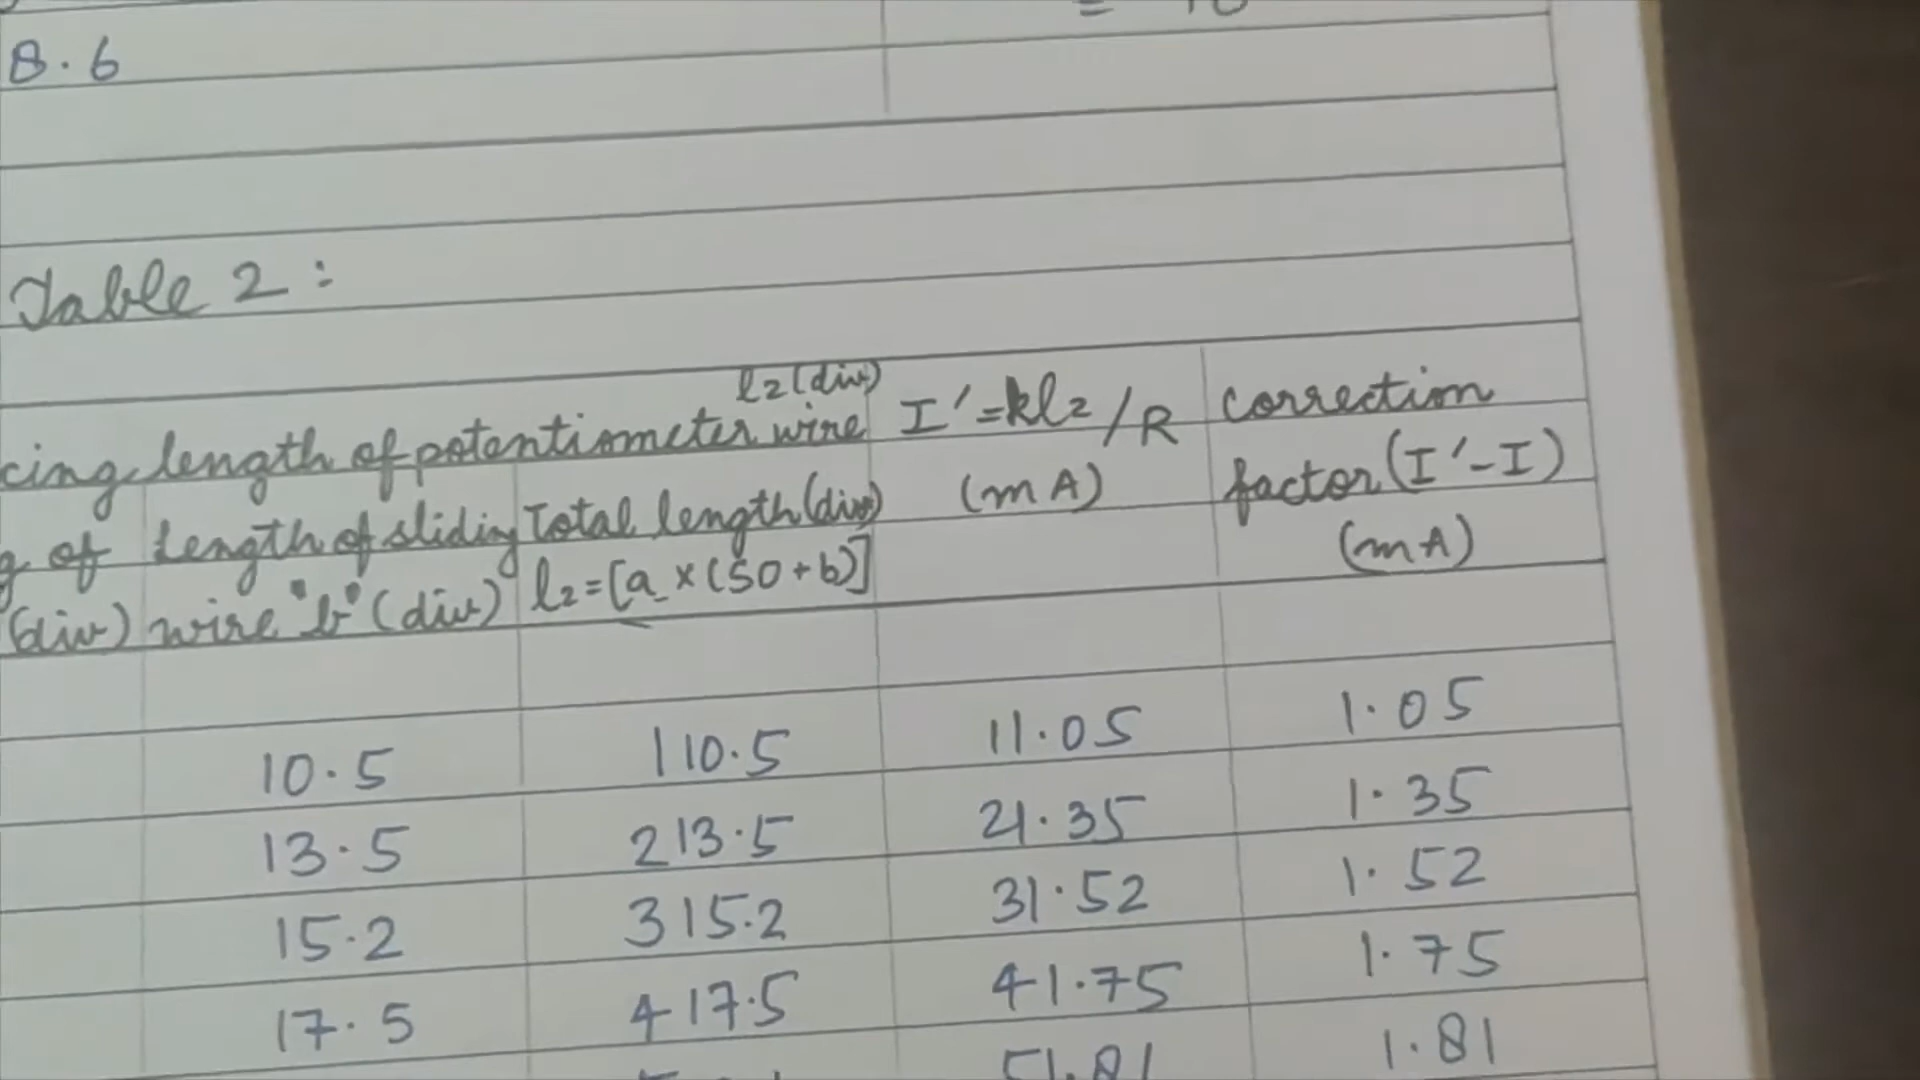 8.6
Table 2:
l2 (div)
cing length of potentiometer wire
I' = kl2/R
(mA)
correction
factor (I'-I)
(mA)
g of
(div)
length of sliding
wire "b" (div)
Total length (div)
l2 = [a × (50+b)]
10.5 110.5 11.05 1.05
13.5 213.5 21.35 1.35
15.2 315.2 31.52 1.52
17.5 417.5 41.75 1.75
51.81 1.81